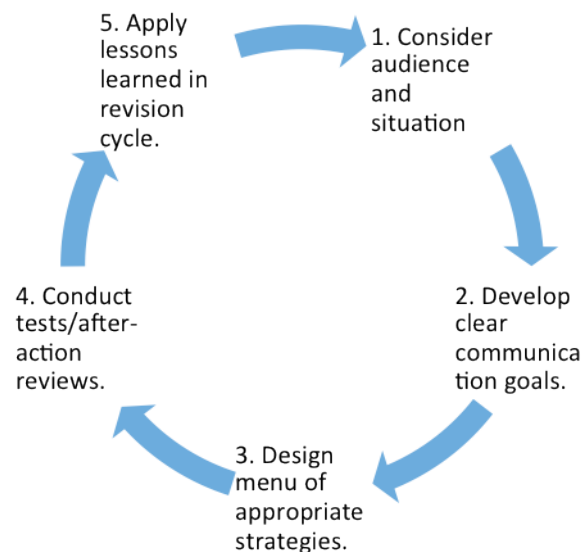 1. Consider
audience
and
situation
2. Develop
clear
communica
tion goals.
3. Design
menu of
appropriate
strategies.
4. Conduct
tests/after-
action
reviews.
5. Apply
lessons
learned in
revision
cycle.